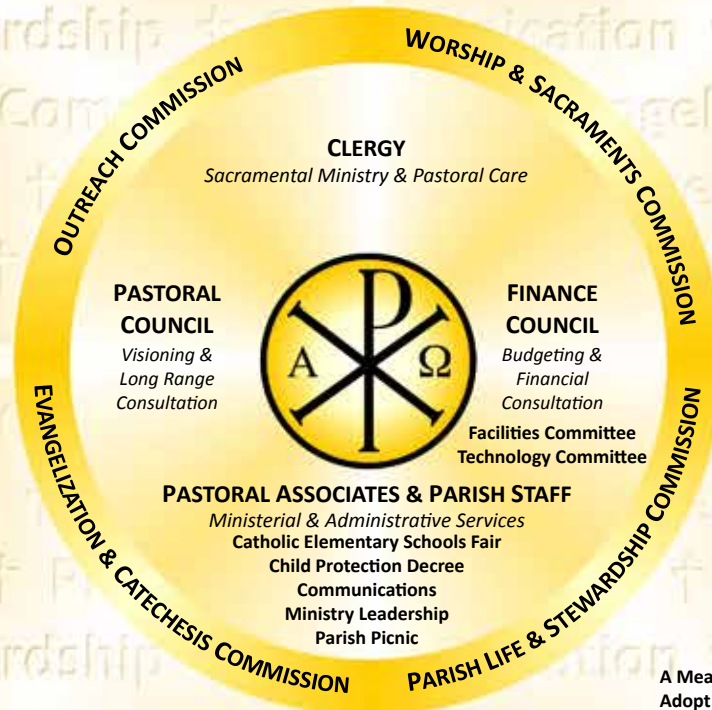 OUTREACH COMMISSION
WORSHIP & SACRAMENTS COMMISSION
CLERGY
Sacramental Ministry & Pastoral Care
PASTORAL
COUNCIL
Visioning &
Long Range
Consultation
Α
Ω
FINANCE
COUNCIL
Budgeting &
Financial
Consultation
Facilities Committee
Technology Committee
PASTORAL ASSOCIATES & PARISH STAFF
Ministerial & Administrative Services
Catholic Elementary Schools Fair
Child Protection Decree
Communications
Ministry Leadership
Parish Picnic
EVANGELIZATION & CATECHESIS COMMISSION
PARISH LIFE & STEWARDSHIP COMMISSION
A Mea
Adopt